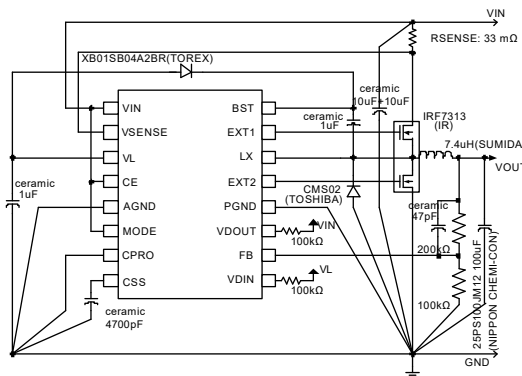 VIN
RSENSE: 33 mΩ
XB01SB04A2BR(TOREX)
ceramic
10uF+10uF
ceramic
1uF
IRF7313
(IR)
7.4uH(SUMIDA
VOUT
VIN
VSENSE
VL
CE
AGND
MODE
CPRO
CSS
BST
EXT1
LX
EXT2
PGND
VDOUT
FB
VDIN
ceramic
1uF
CMS02
(TOSHIBA)
VIN
100kΩ
VL
100kΩ
ceramic
47pF
200kΩ
100kΩ
25PS100JM12 100uF
(NIPPON CHEMI-CON)
ceramic
4700pF
GND